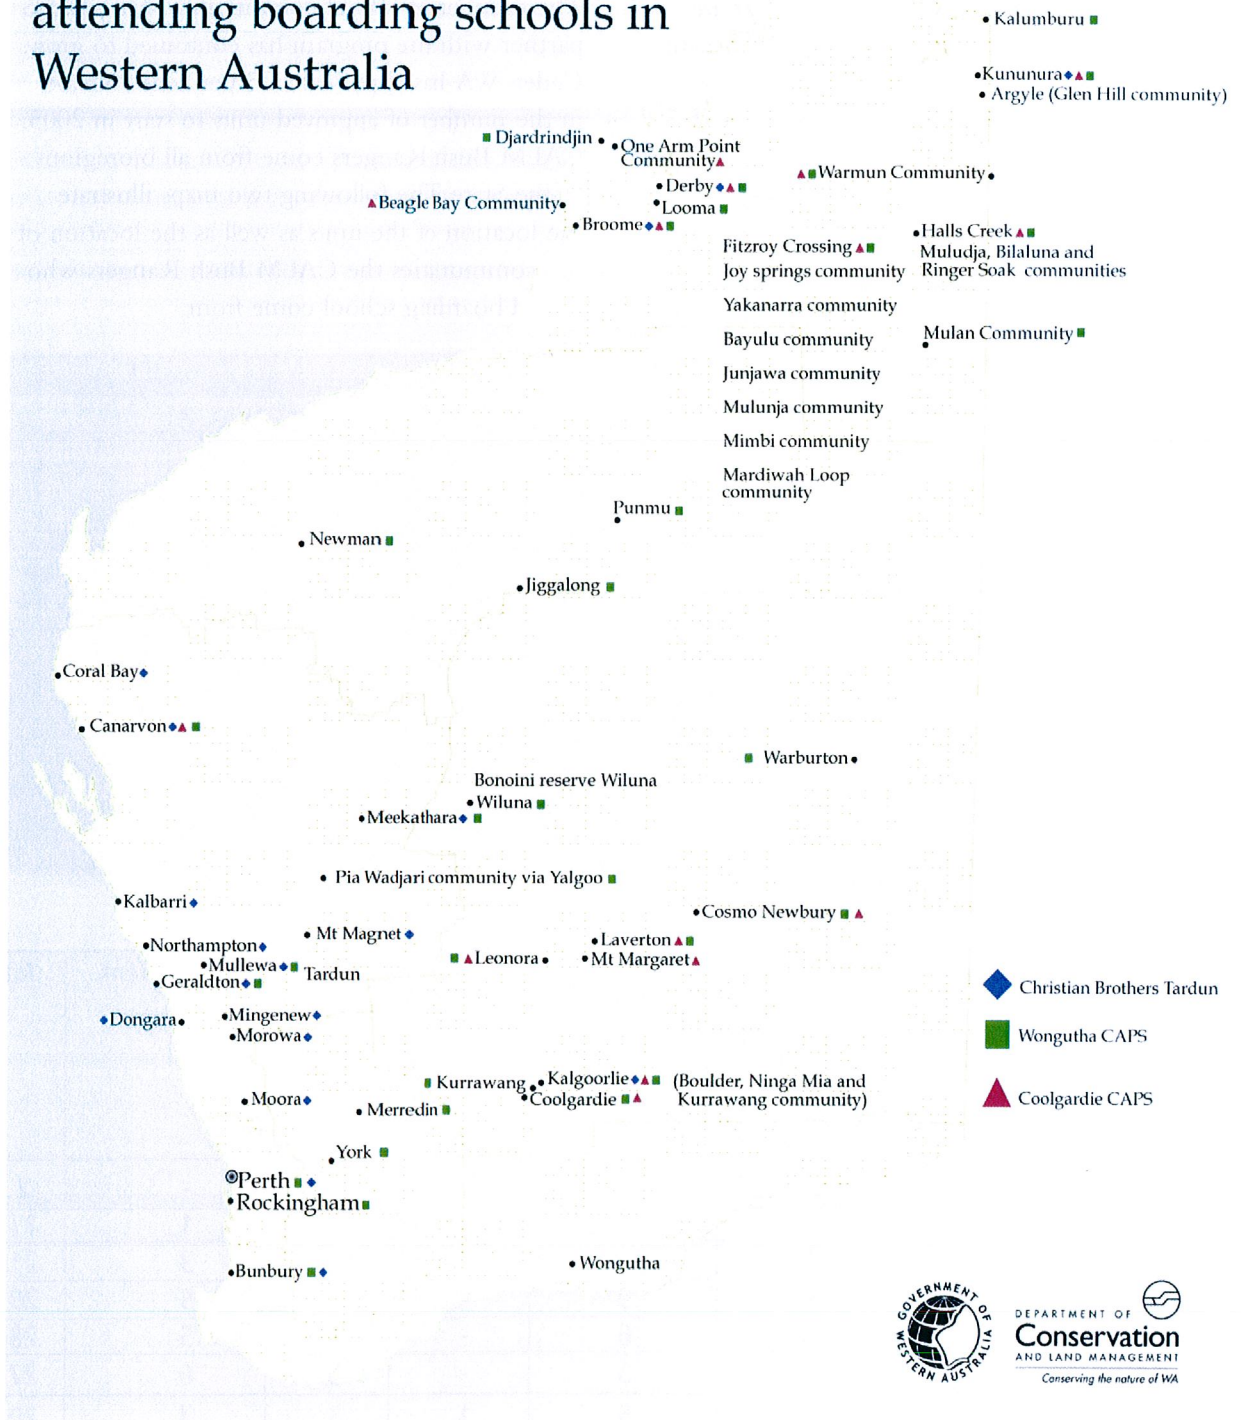 attending boarding schools in
Western Australia
Kalumburu
Kununura
Argyle (Glen Hill community)
Djardrindjin
One Arm Point
Community
Warmun Community
Derby
Beagle Bay Community
Looma
Broome
Halls Creek
Fitzroy Crossing
Muludja, Bilaluna and
Joy springs community
Ringer Soak communities
Yakanarra community
Mulan Community
Bayulu community
Junjawa community
Mulunja community
Mimbi community
Mardiwah Loop
community
Punmu
Newman
Jiggalong
Coral Bay
Canarvon
Warburton
Bonoini reserve Wiluna
Wiluna
Meekathara
Pia Wadjari community via Yalgoo
Kalbarri
Cosmo Newbury
Mt Magnet
Northampton
Laverton
Mullewa
Tardun
Leonora
Mt Margaret
Geraldton
Christian Brothers Tardun
Dongara
Mingenew
Morowa
Wongutha CAPS
Kurrawang
Kalgoorlie
(Boulder, Ninga Mia and
Kurrawang community)
Coolgardie
Moora
Merredin
Coolgardie CAPS
York
Perth
Rockingham
Wongutha
Bunbury
GOVERNMENT OF
WESTERN AUSTRALIA
DEPARTMENT OF
Conservation
AND LAND MANAGEMENT
Conserving the nature of WA